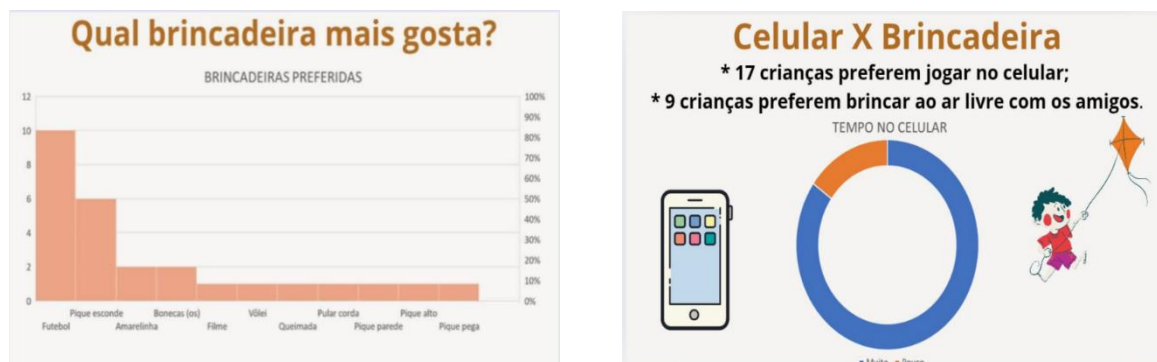 Qual brincadeira mais gosta?
BRINCADEIRAS PREFERIDAS
12
10
8
6
4
2
0
100%
90%
80%
70%
60%
50%
40%
30%
20%
10%
0%
Pique esconde Bonecas (os) Vôlei Pular corda Pique alto
Futebol Amarelinha Filme Queimada Pique parede Pique pega
Celular X Brincadeira
* 17 crianças preferem jogar no celular;
* 9 crianças preferem brincar ao ar livre com os amigos.
TEMPO NO CELULAR